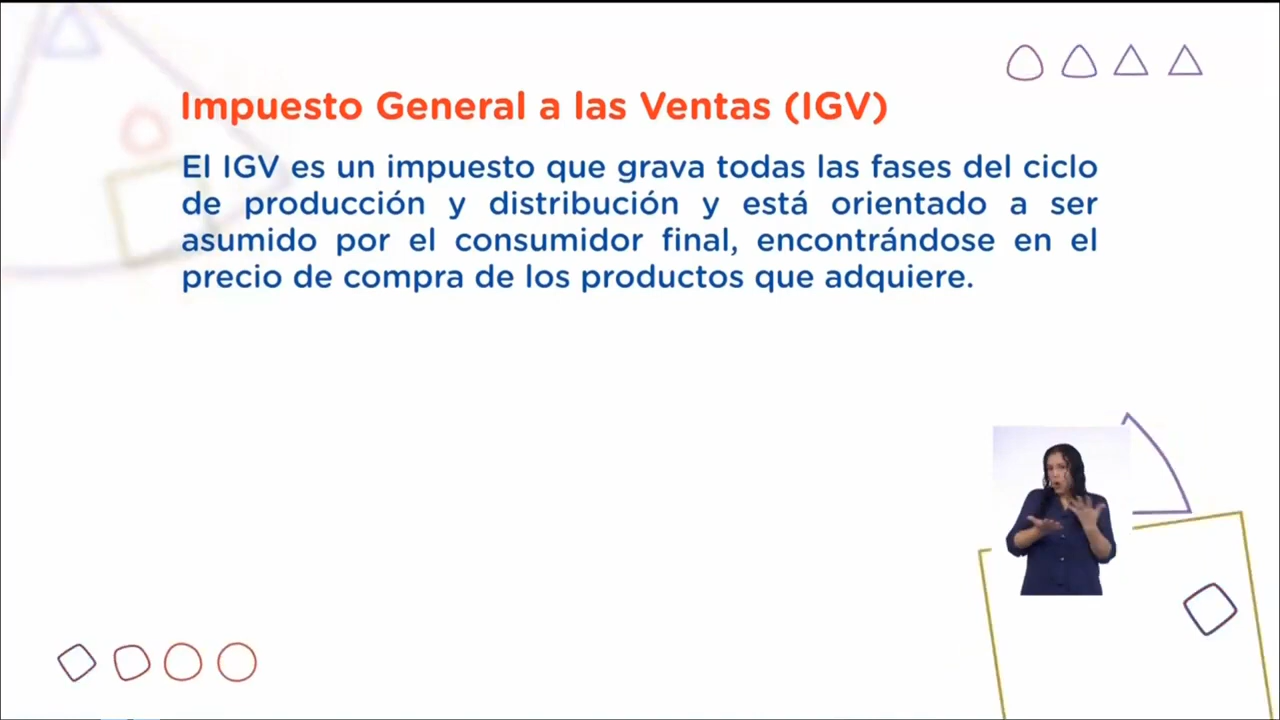 Impuesto General a las Ventas (IGV)
El IGV es un impuesto que grava todas las fases del ciclo
de producción y distribución y está orientado a ser
asumido por el consumidor final, encontrándose en el
precio de compra de los productos que adquiere.